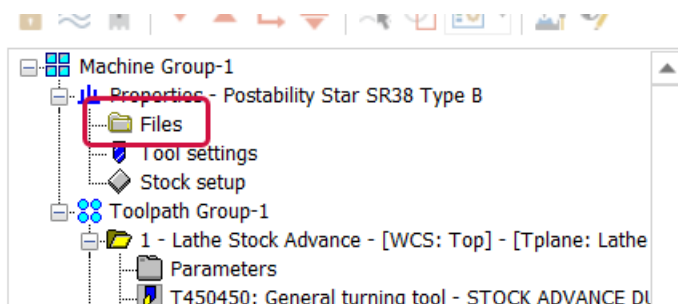 Machine Group-1
Properties - Postability Star SR38 Type B
Files
Tool settings
Stock setup
Toolpath Group-1
1 - Lathe Stock Advance - [WCS: Top] - [Tplane: Lathe
Parameters
T450450: General turning tool - STOCK ADVANCE DU